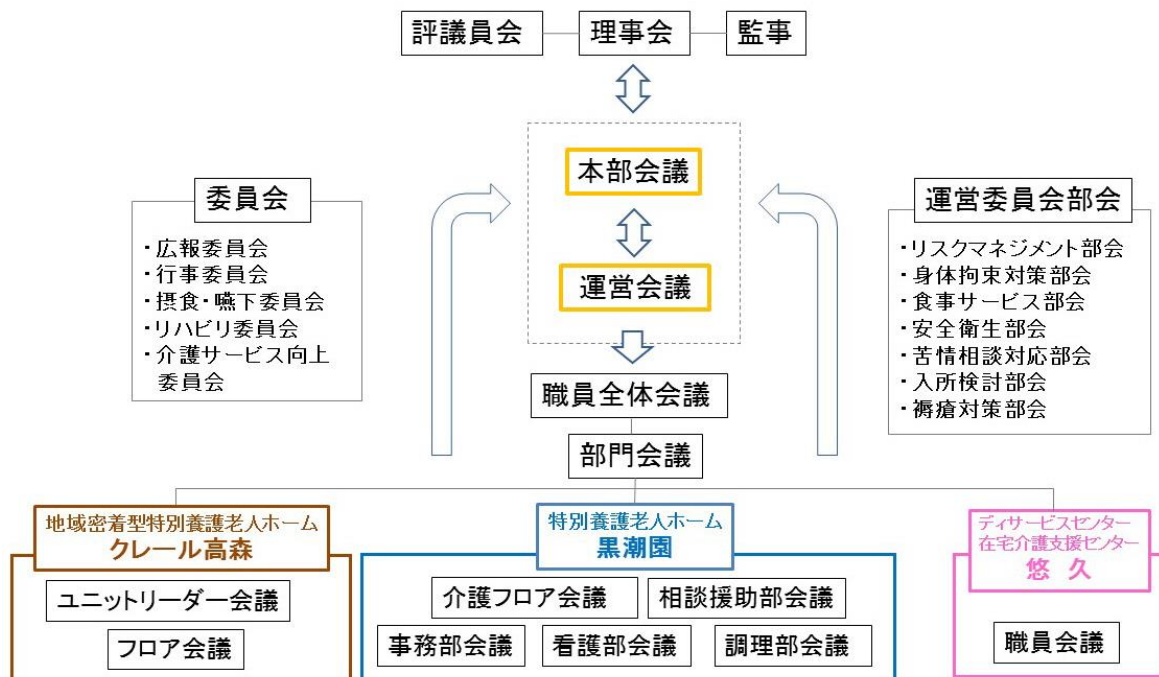 評議員会
理事会
監事
本部会議
運営会議
委員会
・広報委員会
・行事委員会
・摂食・嚥下委員会
・リハビリ委員会
・介護サービス向上
委員会
運営委員会部会
・リスクマネジメント部会
・身体拘束対策部会
・食事サービス部会
・安全衛生部会
・苦情相談対応部会
・入所検討部会
・褥瘡対策部会
職員全体会議
部門会議
地域密着型特別養護老人ホーム
クレール高森
ユニットリーダー会議
フロア会議
特別養護老人ホーム
黒潮園
介護フロア会議
相談援助部会議
事務部会議
看護部会議
調理部会議
ディサービスセンター
在宅介護支援センター
悠久
職員会議